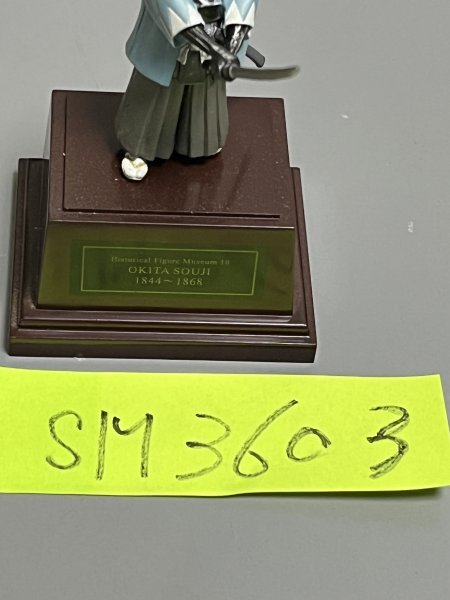 Historical Figure Museum 10
OKITA SOUJI
1844～1868
SM3603